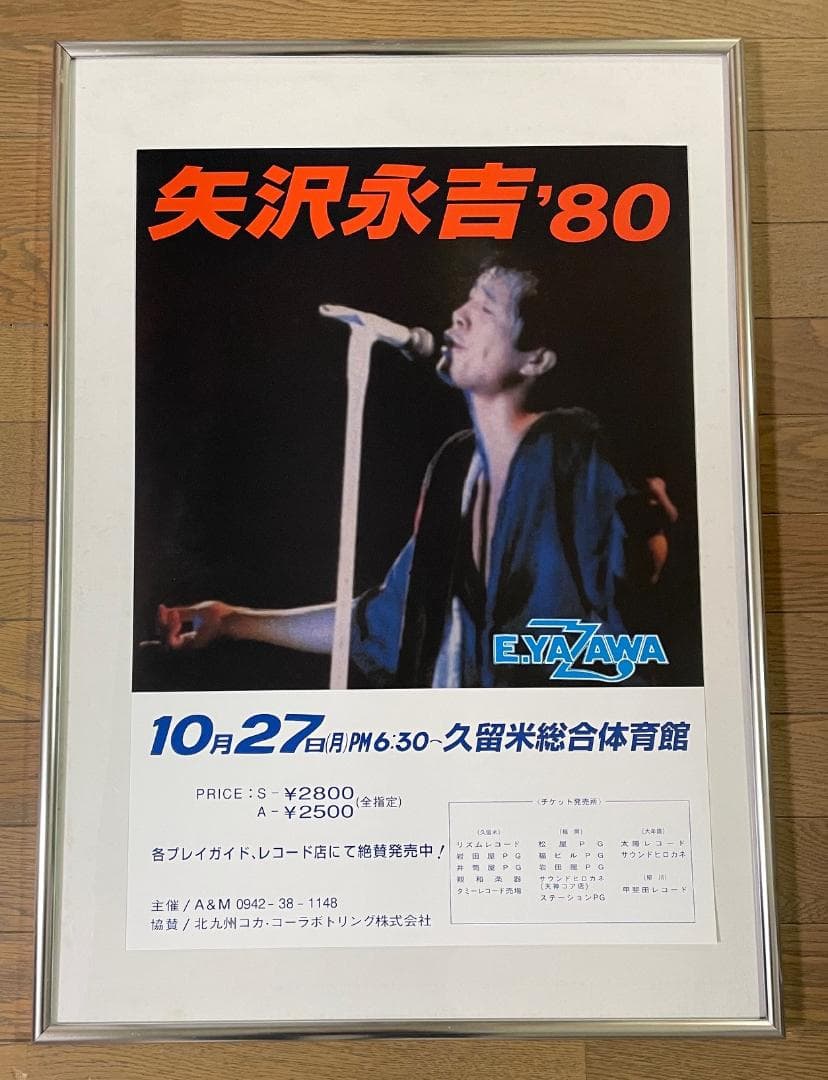 矢沢永吉'80
E.YAZAWA
10月27日(月)PM6:30~久留米総合体育館
PRICE:S-¥2800
A-¥2500
(全指定)
各プレイガイド、レコード店にて絶賛発売中!
主催/A&M 0942-38-1148
協賛/北九州コカ・コーラボトリング株式会社
〈チケット発売所〉
(久留米)
リズムレコード
岩田屋PG
井筒屋PG
親和楽器
タミーレコード売場
(福岡)
松屋PG
福ビルPG
岩田屋PG
サウンドヒロカネ
(天神コア店)
ステーションPG
(大牟田)
太陽レコード
サウンドヒロカネ
(柳川)
甲斐田レコード